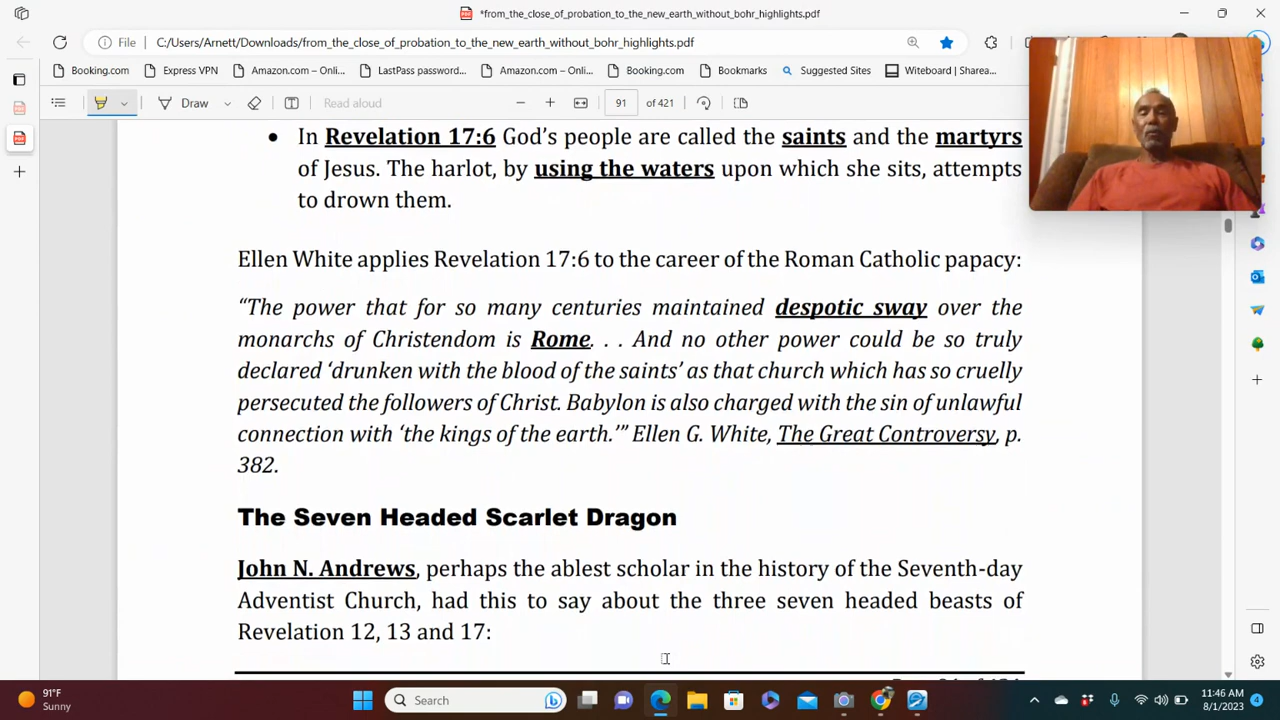 *from_the_close_of_probation_to_the_new_earth_without_bohr_highlights.pdf
File C:/Users/Arnett/Downloads/from_the_close_of_probation_to_the_new_earth_without_bohr_highlights.pdf
Booking.com Express VPN Amazon.com – Onli... LastPass password... Amazon.com – Onli... Booking.com Bookmarks Suggested Sites Witeboard | Sharea...
Draw Read aloud 91 of 421
• In Revelation 17:6 God’s people are called the saints and the martyrs
of Jesus. The harlot, by using the waters upon which she sits, attempts
to drown them.
Ellen White applies Revelation 17:6 to the career of the Roman Catholic papacy:
“The power that for so many centuries maintained despotic sway over the
monarchs of Christendom is Rome. . . And no other power could be so truly
declared ‘drunken with the blood of the saints’ as that church which has so cruelly
persecuted the followers of Christ. Babylon is also charged with the sin of unlawful
connection with ‘the kings of the earth.’” Ellen G. White, The Great Controversy, p.
382.
The Seven Headed Scarlet Dragon
John N. Andrews, perhaps the ablest scholar in the history of the Seventh-day
Adventist Church, had this to say about the three seven headed beasts of
Revelation 12, 13 and 17:
91°F
Sunny
Search
11:46 AM
8/1/2023
4